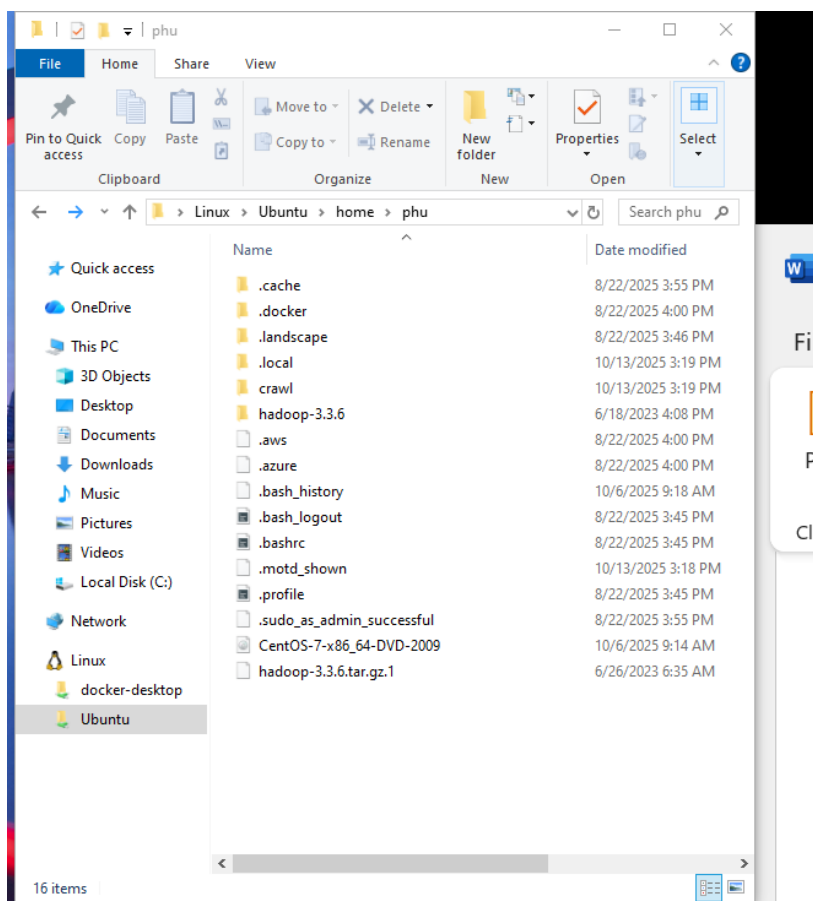 phu
File Home Share View
Pin to Quick access
Copy
Paste
Clipboard
Move to
Copy to
Delete
Rename
Organize
New folder
New
Properties
Open
Select
Linux > Ubuntu > home > phu
Search phu
Quick access
OneDrive
This PC
3D Objects
Desktop
Documents
Downloads
Music
Pictures
Videos
Local Disk (C:)
Network
Linux
docker-desktop
Ubuntu
Name Date modified
.cache 8/22/2025 3:55 PM
.docker 8/22/2025 4:00 PM
.landscape 8/22/2025 3:46 PM
.local 10/13/2025 3:19 PM
crawl 10/13/2025 3:19 PM
hadoop-3.3.6 6/18/2023 4:08 PM
.aws 8/22/2025 4:00 PM
.azure 8/22/2025 4:00 PM
.bash_history 10/6/2025 9:18 AM
.bash_logout 8/22/2025 3:45 PM
.bashrc 8/22/2025 3:45 PM
.motd_shown 10/13/2025 3:18 PM
.profile 8/22/2025 3:45 PM
.sudo_as_admin_successful 8/22/2025 3:55 PM
CentOS-7-x86_64-DVD-2009 10/6/2025 9:14 AM
hadoop-3.3.6.tar.gz.1 6/26/2023 6:35 AM
16 items
W
Fi
P
Cl